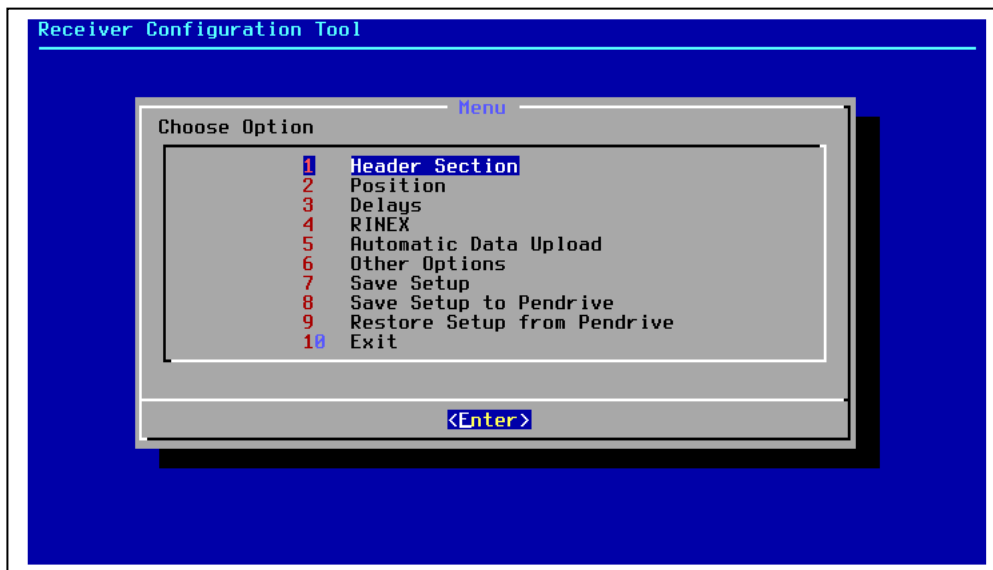 Receiver Configuration Tool
Menu
Choose Option
1 Header Section
2 Position
3 Delays
4 RINEX
5 Automatic Data Upload
6 Other Options
7 Save Setup
8 Save Setup to Pendrive
9 Restore Setup from Pendrive
10 Exit
<Enter>